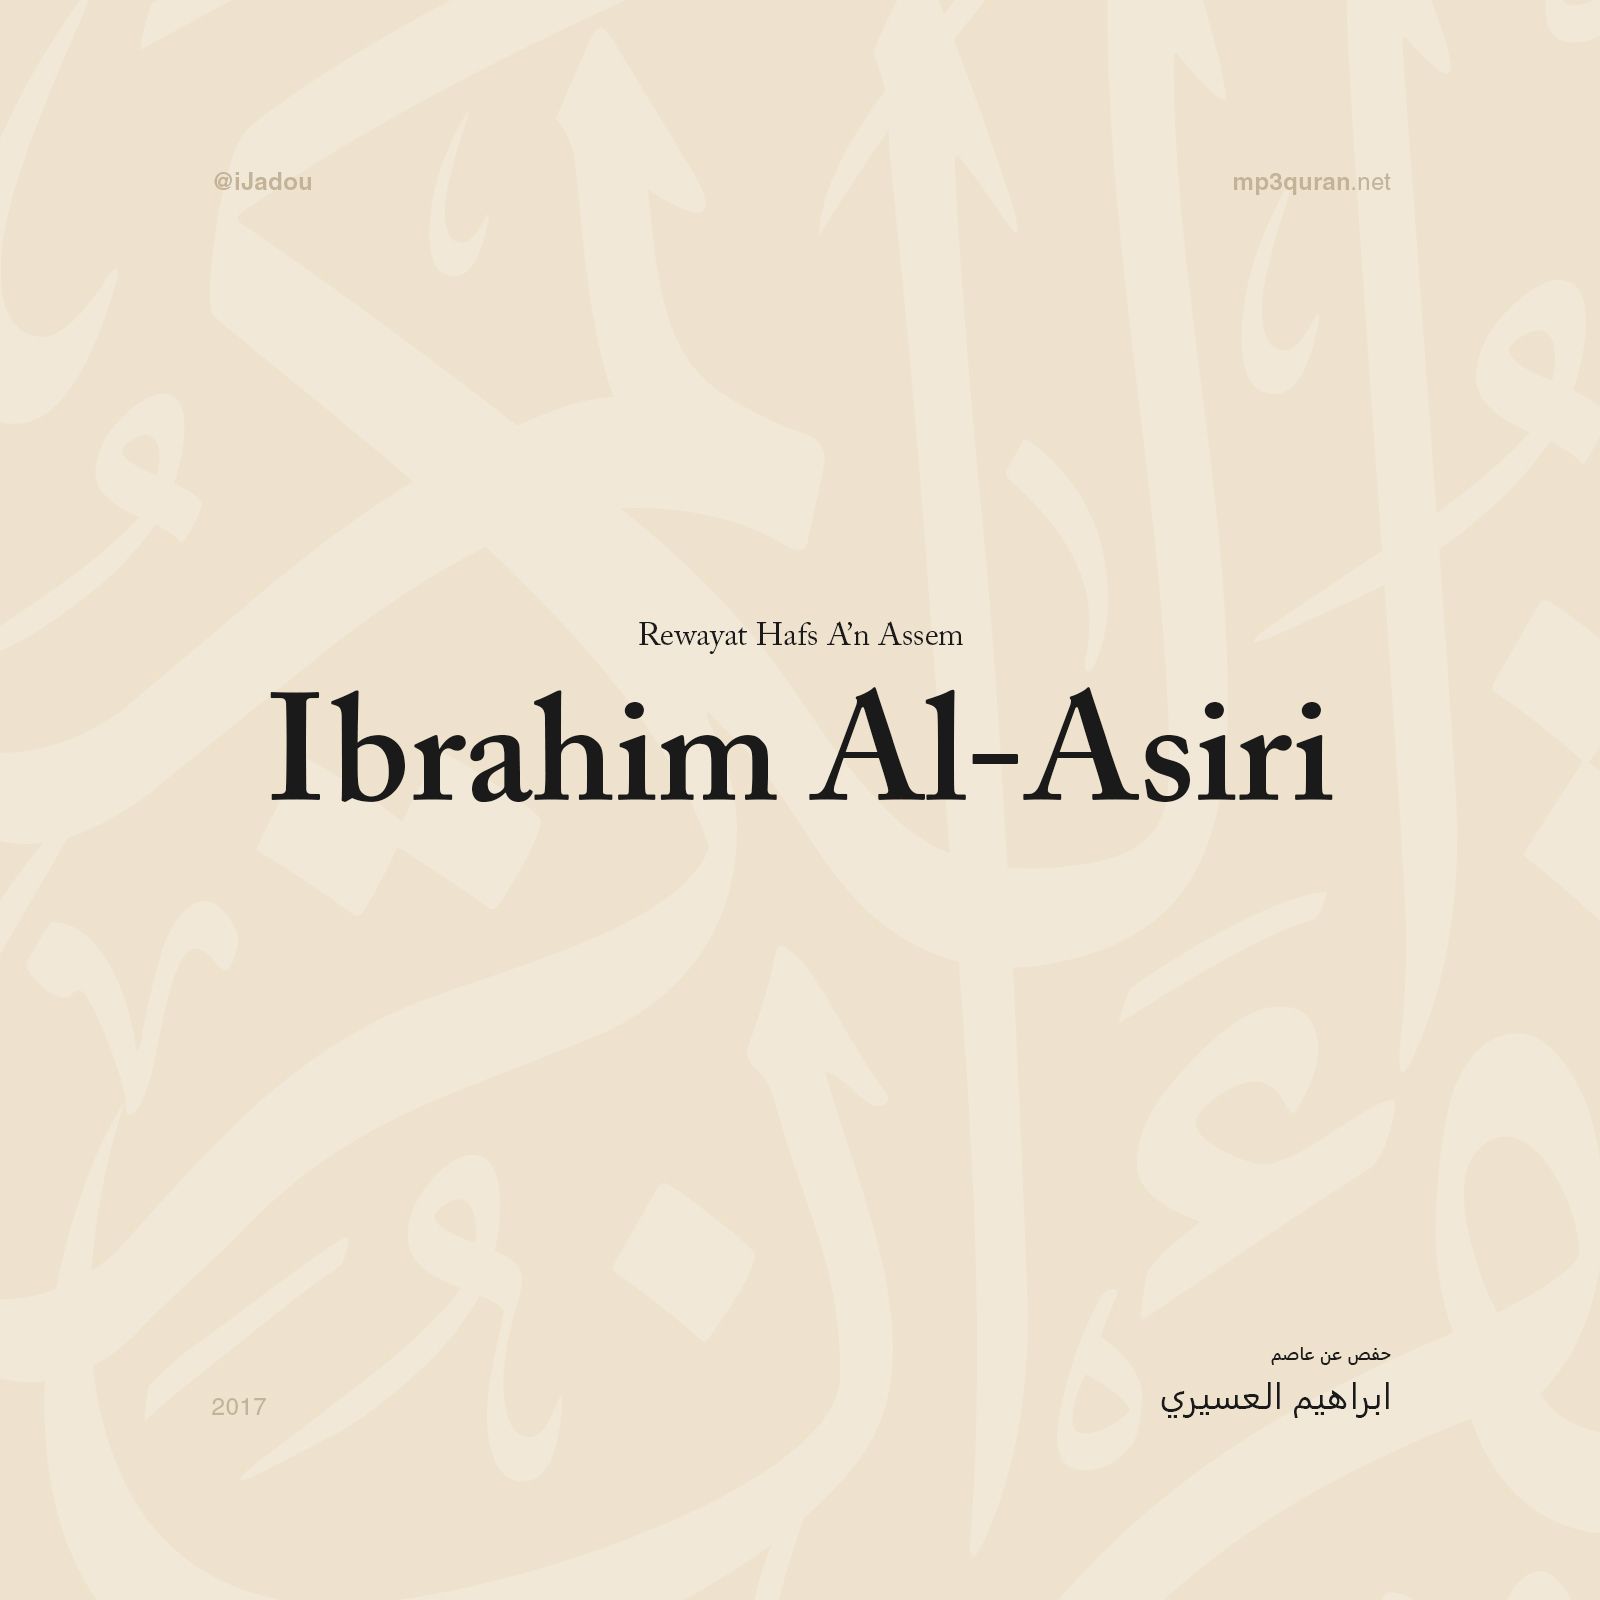 @iJadou
mp3quran.net
Rewayat Hafs A’n Assem
Ibrahim Al-Asiri
حفص عن عاصم
ابراهيم العسيري
2017